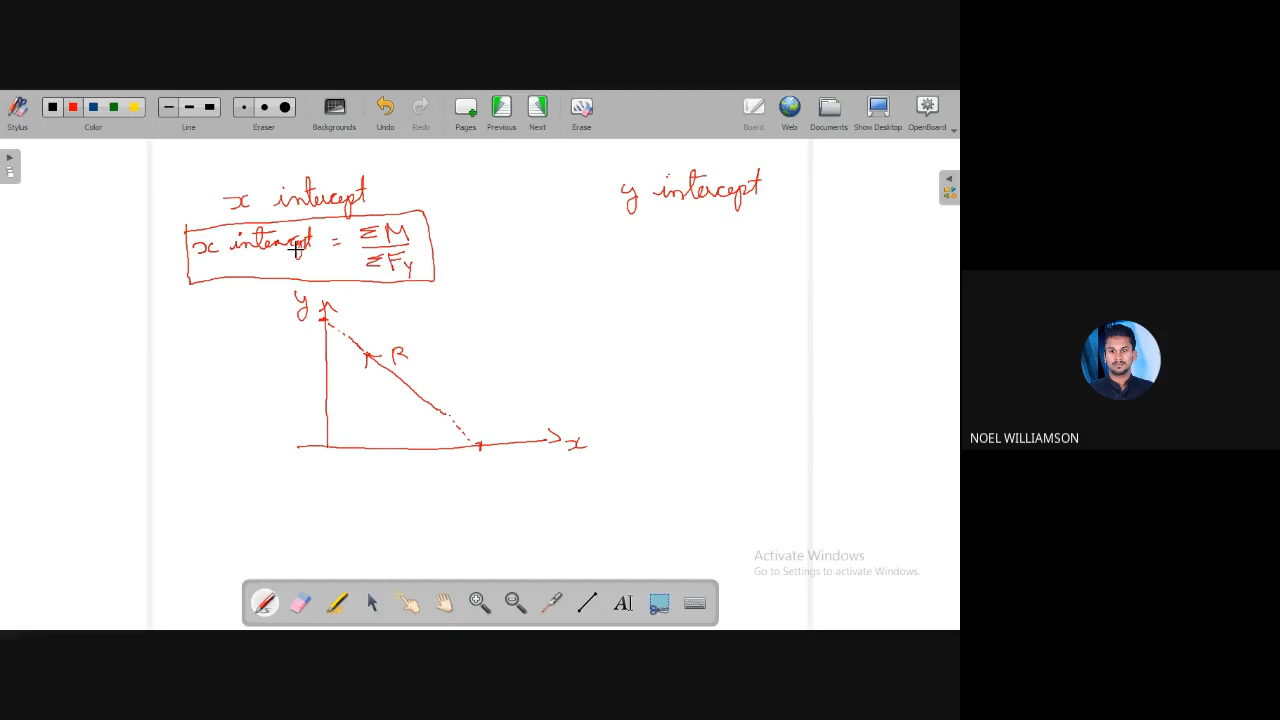 Stylus
Color
Line
Eraser
Backgrounds
Undo
Redo
Pages
Previous
Next
Erase
Board
Web
Documents
Show Desktop
OpenBoard
x intercept
y intercept
x intercept = ΣM
ΣFy
y
R
x
NOEL WILLIAMSON
Activate Windows
Go to Settings to activate Windows.
AI